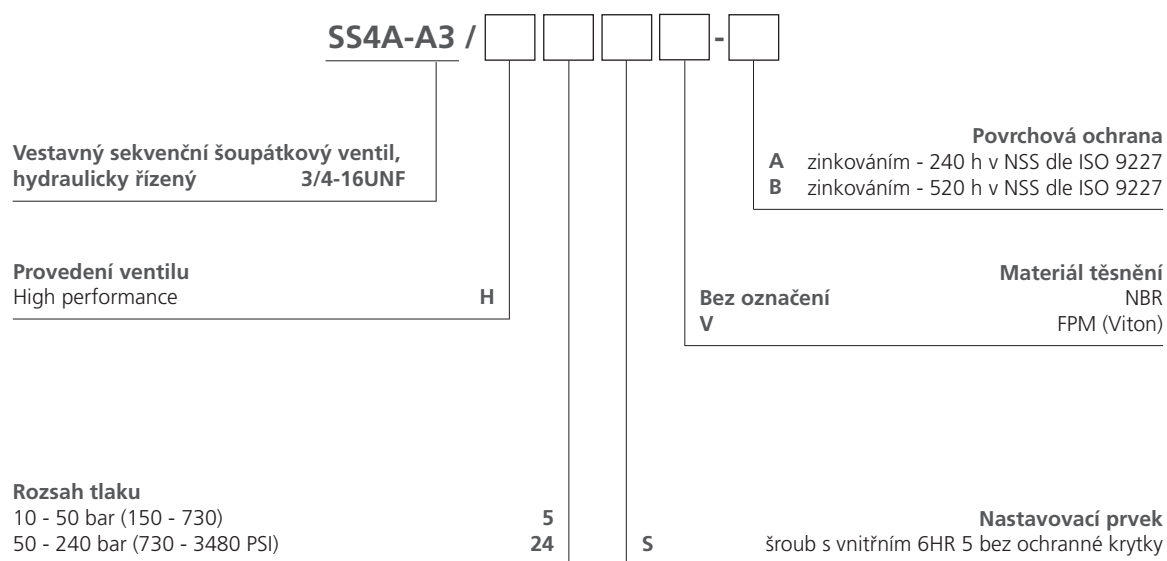 SS4A-A3 / -
Vestavný sekvenční šoupátkový ventil,
hydraulicky řízený 3/4-16UNF
Povrchová ochrana
A zinkováním - 240 h v NSS dle ISO 9227
B zinkováním - 520 h v NSS dle ISO 9227
Provedení ventilu
High performance H
Materiál těsnění
Bez označení NBR
V FPM (Viton)
Rozsah tlaku
10 - 50 bar (150 - 730) 5
50 - 240 bar (730 - 3480 PSI) 24
Nastavovací prvek
S šroub s vnitřním 6HR 5 bez ochranné krytky